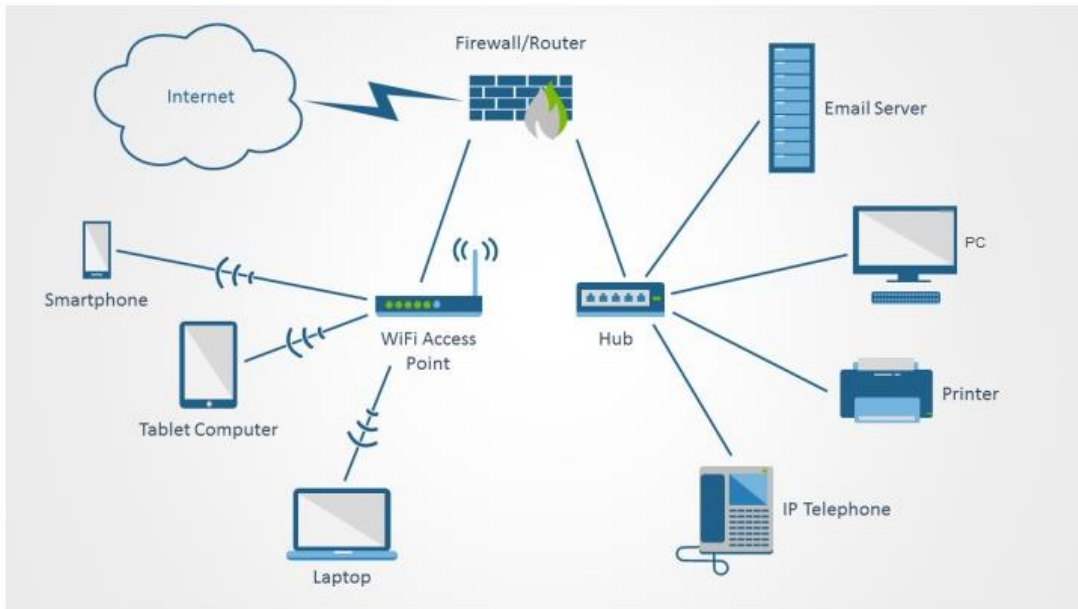 Firewall/Router
Internet
Email Server
PC
Smartphone
WiFi Access
Point
Hub
Tablet Computer
Printer
IP Telephone
Laptop